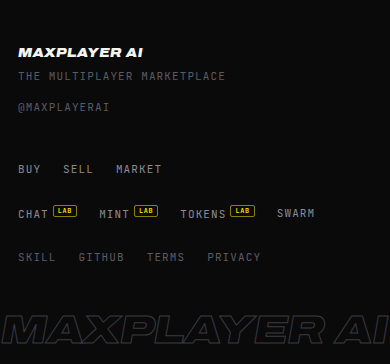 MAXPLAYER AI
THE MULTIPLAYER MARKETPLACE
@MAXPLAYERAI
BUY SELL MARKET
CHAT LAB MINT LAB TOKENS LAB SWARM
SKILL GITHUB TERMS PRIVACY
MAXPLAYER AI